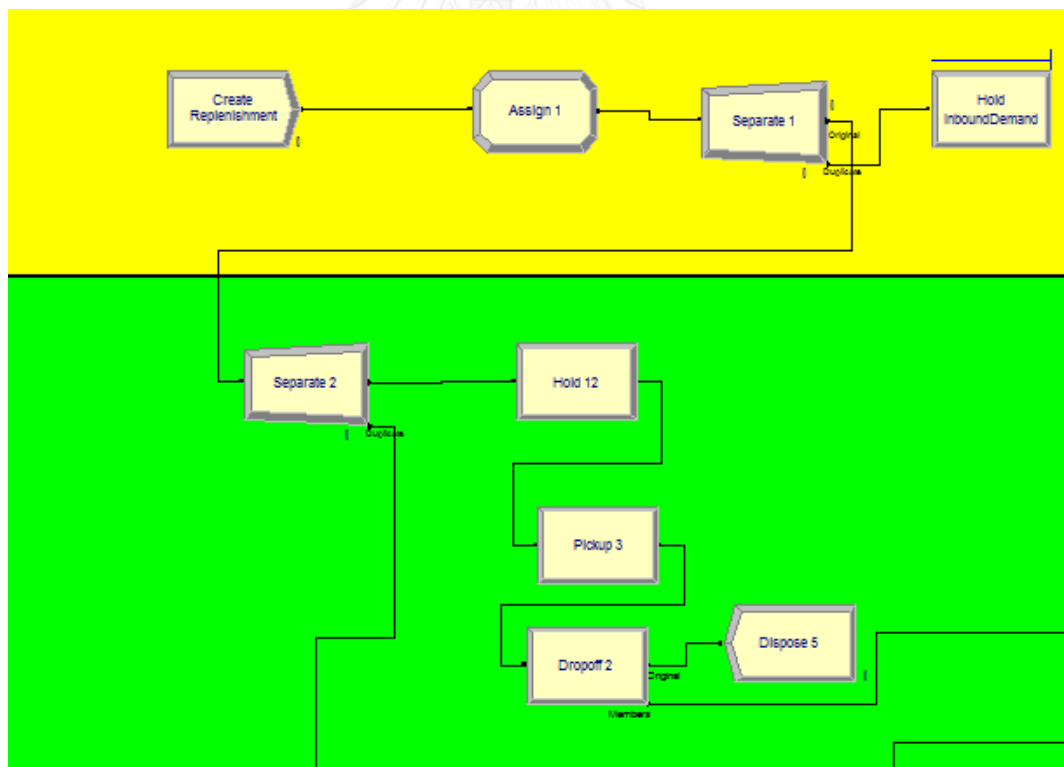 Create
Replenishment
Assign 1
Separate 1
Original
Duplicate
Hold
InboundDemand
Separate 2
Duplicate
Hold 12
Pickup 3
Dropoff 2
Original
Members
Dispose 5